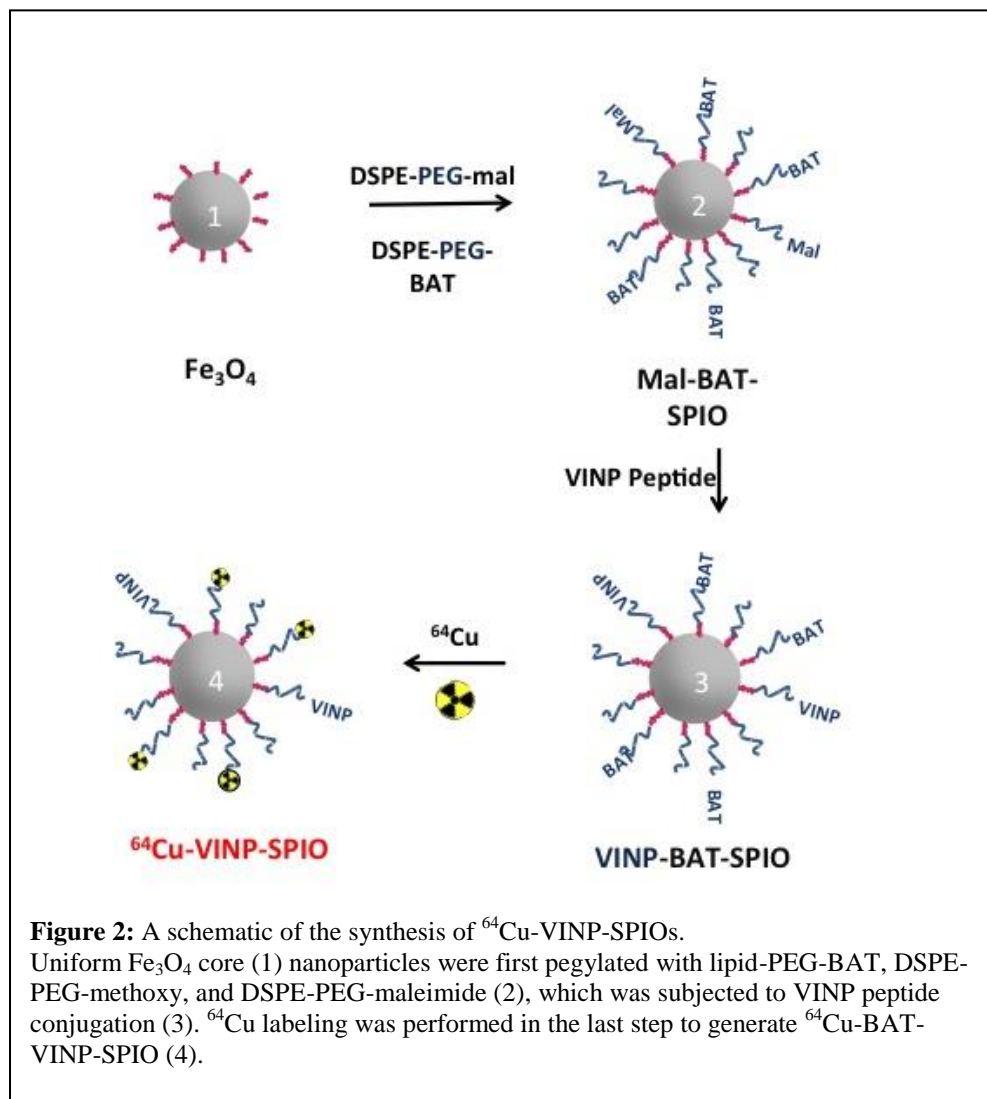 BAT
Mal
BAT
DSPE-PEG-mal
1
2
DSPE-PEG-
BAT
Mal
BAT
BAT
Fe₃O₄
Mal-BAT-
SPIO
VINP Peptide
BAT
VINP
VINP
BAT
⁶⁴Cu
4
3
VINP
VINP
BAT
BAT
⁶⁴Cu-VINP-SPIO
VINP-BAT-SPIO
Figure 2: A schematic of the synthesis of ⁶⁴Cu-VINP-SPIOs.
Uniform Fe₃O₄ core (1) nanoparticles were first pegylated with lipid-PEG-BAT, DSPE-
PEG-methoxy, and DSPE-PEG-maleimide (2), which was subjected to VINP peptide
conjugation (3). ⁶⁴Cu labeling was performed in the last step to generate ⁶⁴Cu-BAT-
VINP-SPIO (4).